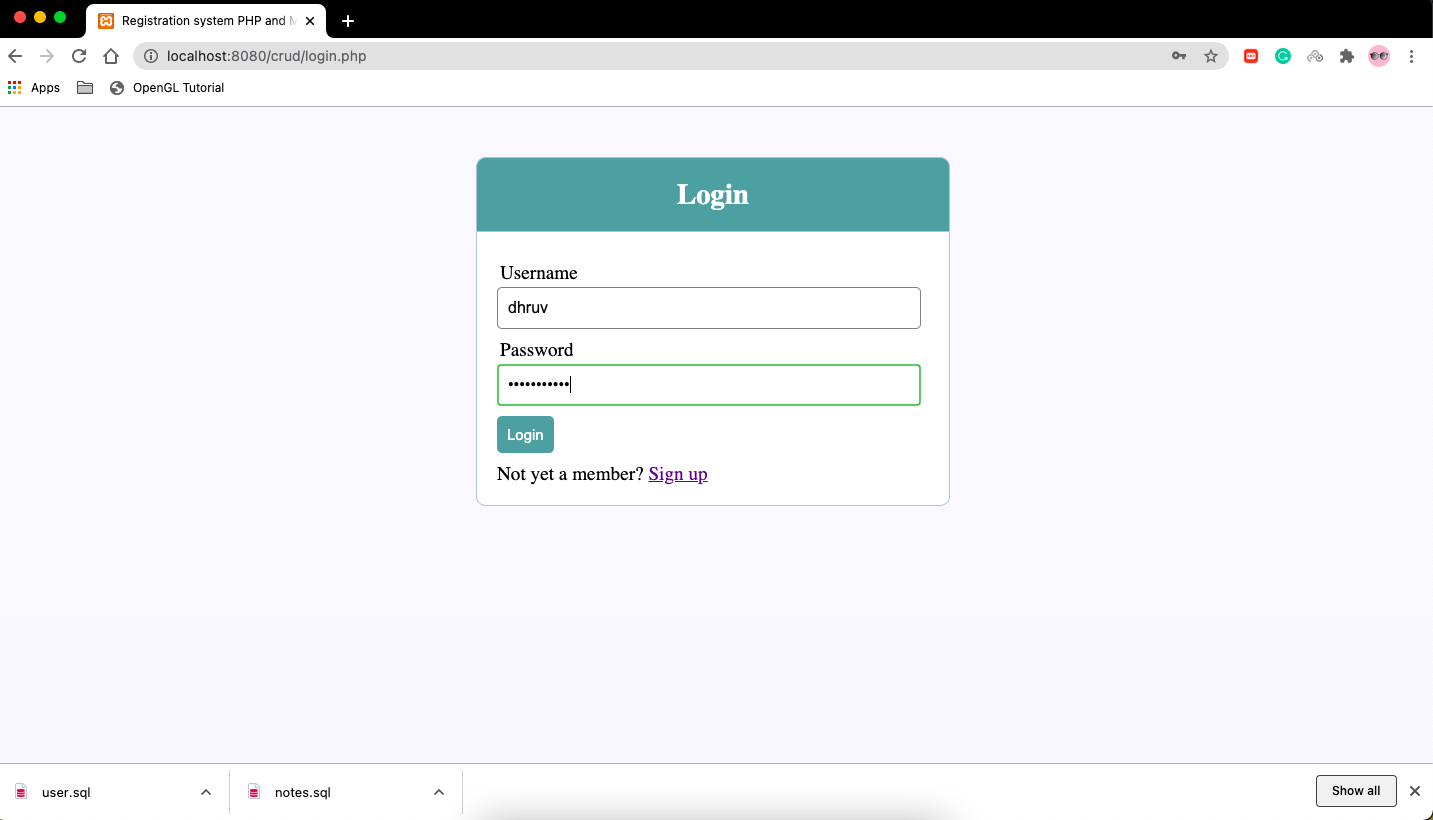 Registration system PHP and M
localhost:8080/crud/login.php
Apps
OpenGL Tutorial
Login
Username
dhruv
Password
•••••••••••
Login
Not yet a member? Sign up
user.sql
notes.sql
Show all